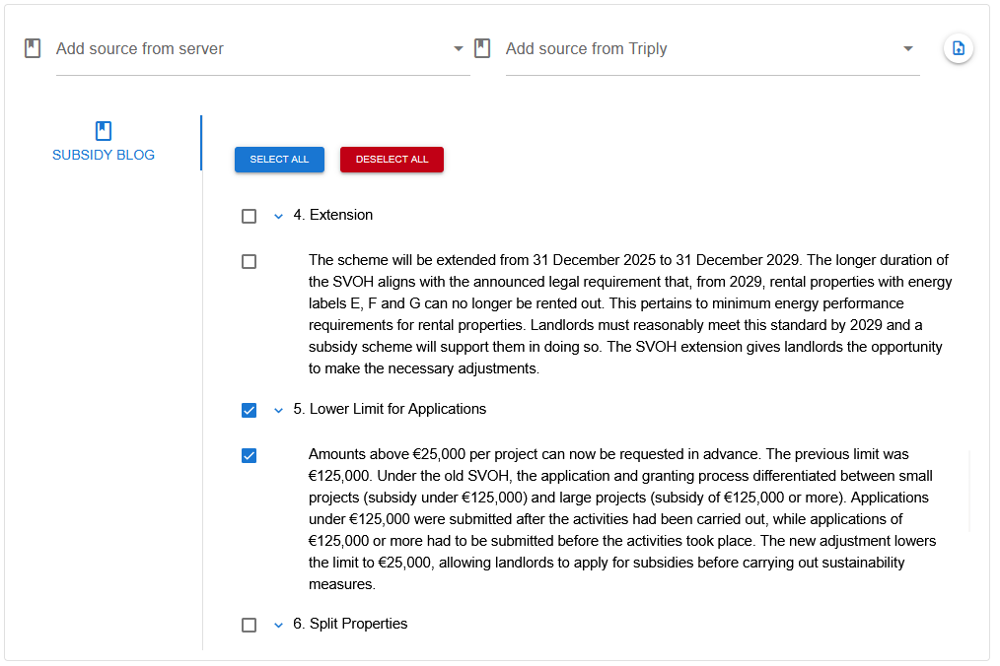 Add source from server
Add source from Triply
SUBSIDY BLOG
SELECT ALL
DESELECT ALL
4. Extension
The scheme will be extended from 31 December 2025 to 31 December 2029. The longer duration of
the SVOH aligns with the announced legal requirement that, from 2029, rental properties with energy
labels E, F and G can no longer be rented out. This pertains to minimum energy performance
requirements for rental properties. Landlords must reasonably meet this standard by 2029 and a
subsidy scheme will support them in doing so. The SVOH extension gives landlords the opportunity
to make the necessary adjustments.
5. Lower Limit for Applications
Amounts above €25,000 per project can now be requested in advance. The previous limit was
€125,000. Under the old SVOH, the application and granting process differentiated between small
projects (subsidy under €125,000) and large projects (subsidy of €125,000 or more). Applications
under €125,000 were submitted after the activities had been carried out, while applications of
€125,000 or more had to be submitted before the activities took place. The new adjustment lowers
the limit to €25,000, allowing landlords to apply for subsidies before carrying out sustainability
measures.
6. Split Properties